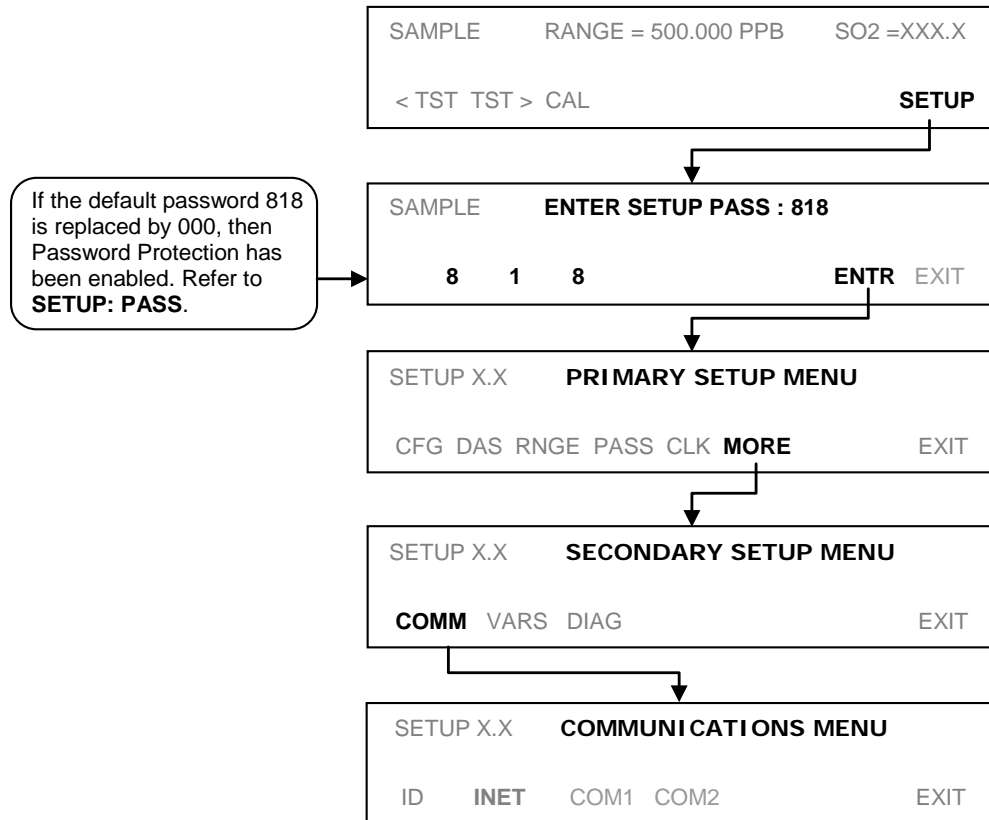 SAMPLE RANGE = 500.000 PPB SO2 =XXX.X
< TST TST > CAL SETUP
If the default password 818
is replaced by 000, then
Password Protection has
been enabled. Refer to
SETUP: PASS.
SAMPLE ENTER SETUP PASS : 818
8 1 8 ENTR EXIT
SETUP X.X PRIMARY SETUP MENU
CFG DAS RNGE PASS CLK MORE EXIT
SETUP X.X SECONDARY SETUP MENU
COMM VARS DIAG EXIT
SETUP X.X COMMUNICATIONS MENU
ID INET COM1 COM2 EXIT